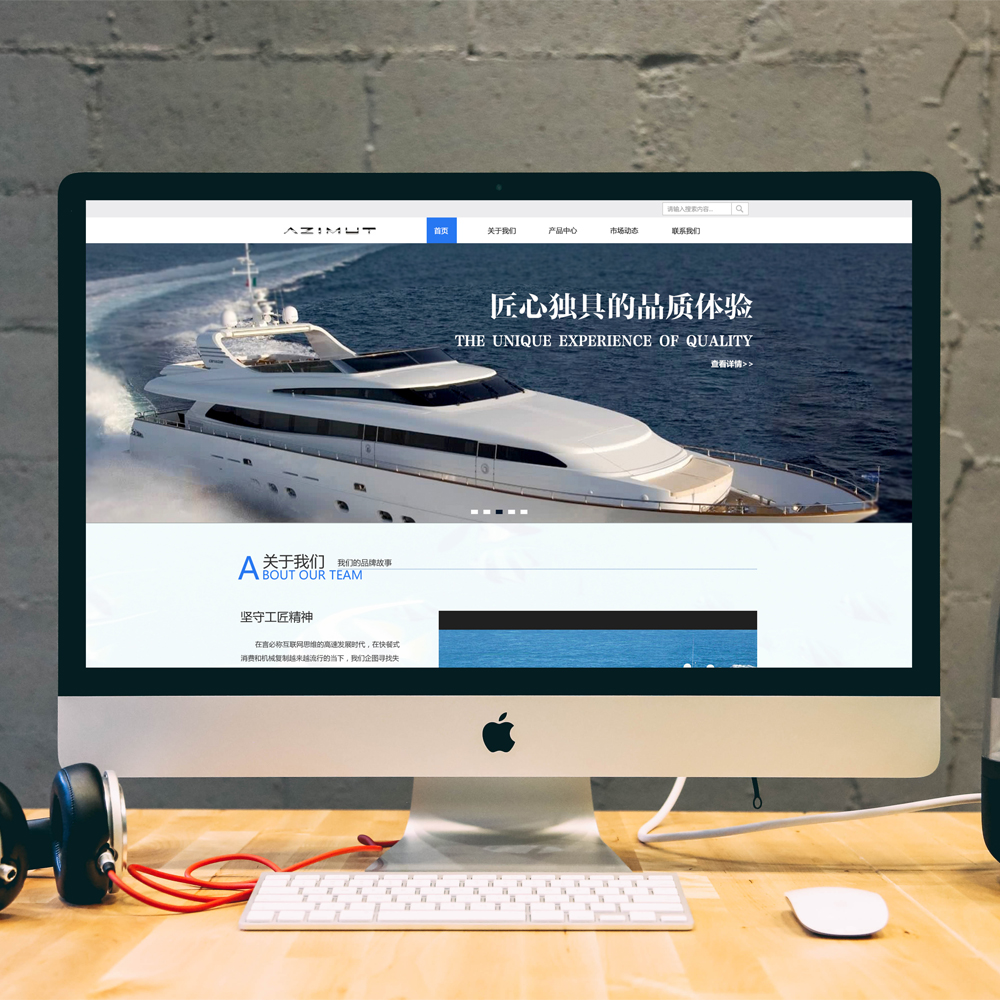 请输入搜索内容...
AZIMUT
首页 关于我们 产品中心 市场动态 联系我们
匠心独具的品质体验
THE UNIQUE EXPERIENCE OF QUALITY
查看详情>>
关于我们 我们的品牌故事
ABOUT OUR TEAM
坚守工匠精神
在言必称互联网思维的高速发展时代，在快餐式
消费和机械复制越来越流行的当下，我们企图寻找失